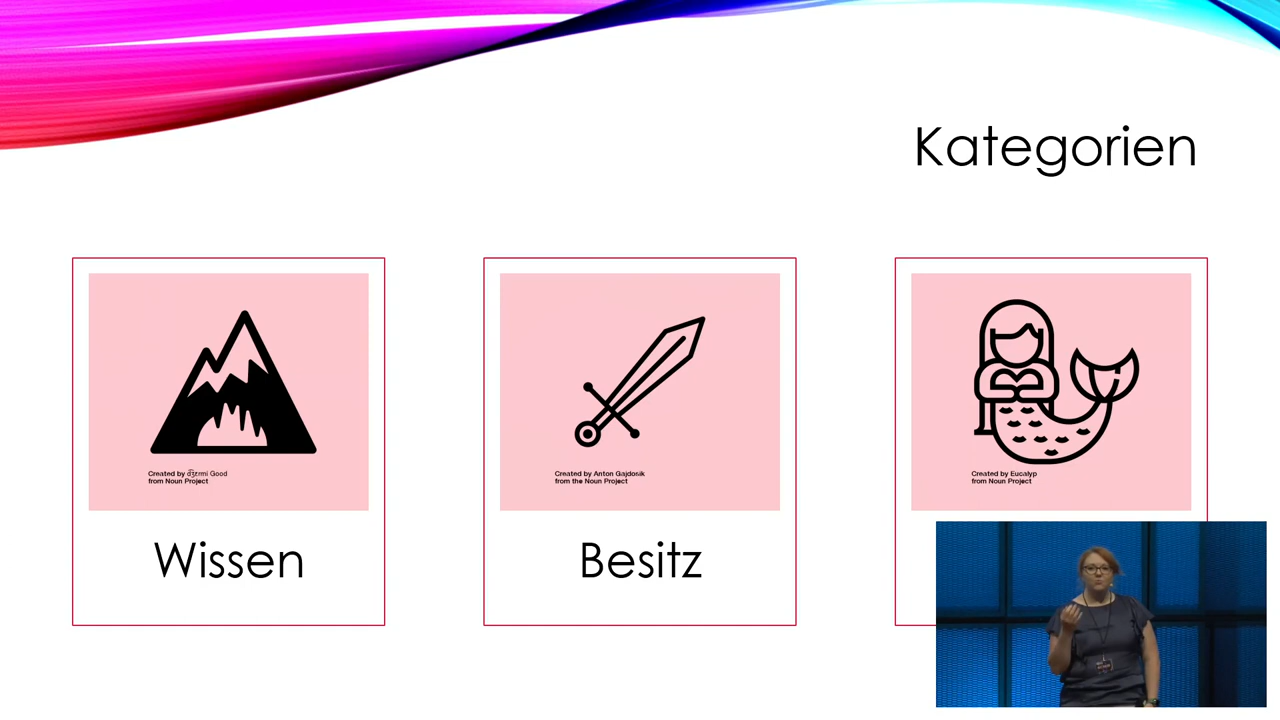 Kategorien
Created by d͡ʒɛrmi Good
from Noun Project
Wissen
Created by Anton Gajdosik
from the Noun Project
Besitz
Created by Eucalyp
from Noun Project